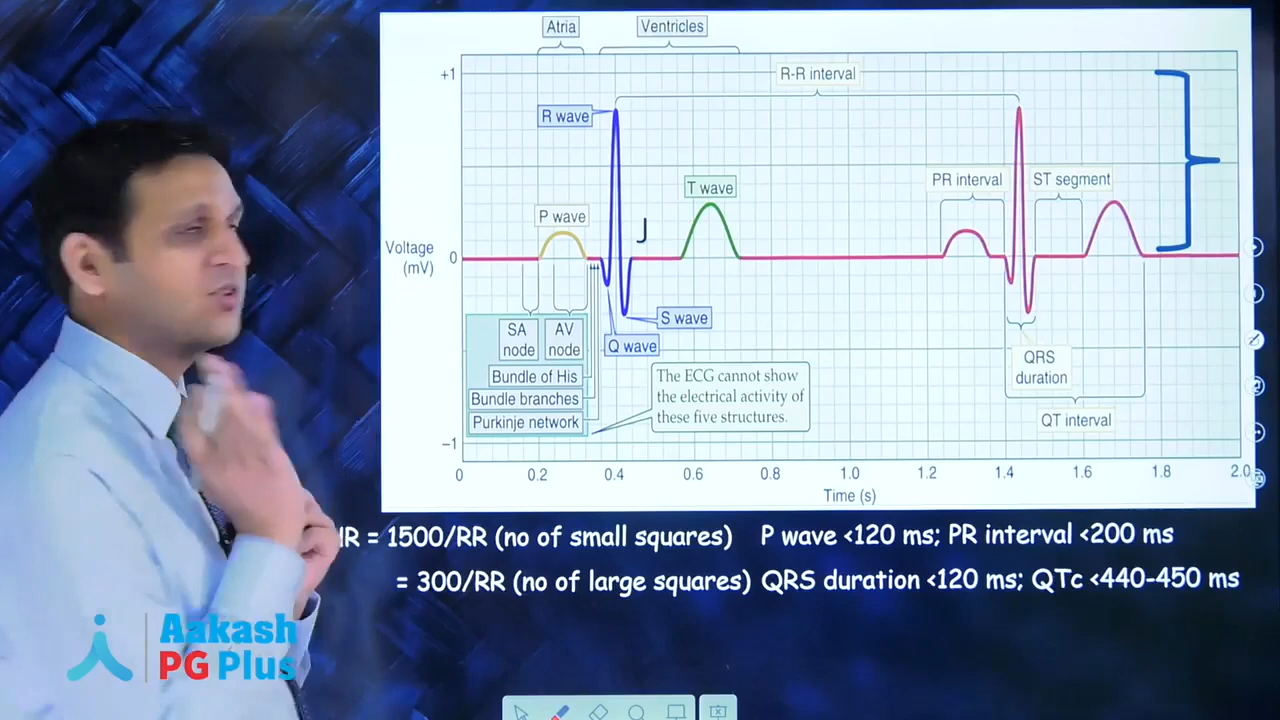 Atria
Ventricles
+1
R-R interval
R wave
PR interval
ST segment
T wave
P wave
J
Voltage
(mV)
0
S wave
SA
node
AV
node
Q wave
QRS
duration
Bundle of His
Bundle branches
Purkinje network
The ECG cannot show
the electrical activity of
these five structures.
QT interval
−1
0 0.2 0.4 0.6 0.8 1.0 1.2 1.4 1.6 1.8 2.0
Time (s)
HR = 1500/RR (no of small squares) P wave <120 ms; PR interval <200 ms
= 300/RR (no of large squares) QRS duration <120 ms; QTc <440-450 ms
Aakash
PG Plus